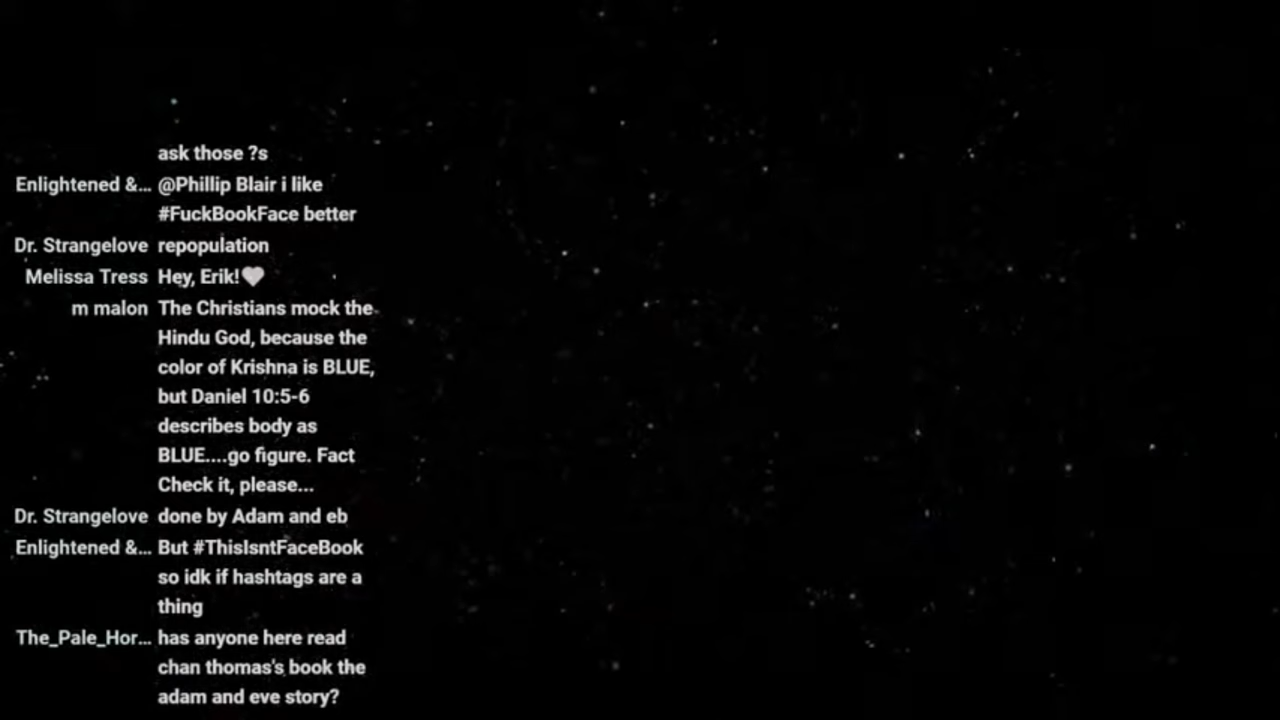 ask those ?s
Enlightened &... @Phillip Blair i like
#FuckBookFace better
Dr. Strangelove repopulation
Melissa Tress Hey, Erik!🤍
m malon The Christians mock the
Hindu God, because the
color of Krishna is BLUE,
but Daniel 10:5-6
describes body as
BLUE....go figure. Fact
Check it, please...
Dr. Strangelove done by Adam and eb
Enlightened &... But #ThisIsntFaceBook
so idk if hashtags are a
thing
The_Pale_Hor... has anyone here read
chan thomas's book the
adam and eve story?